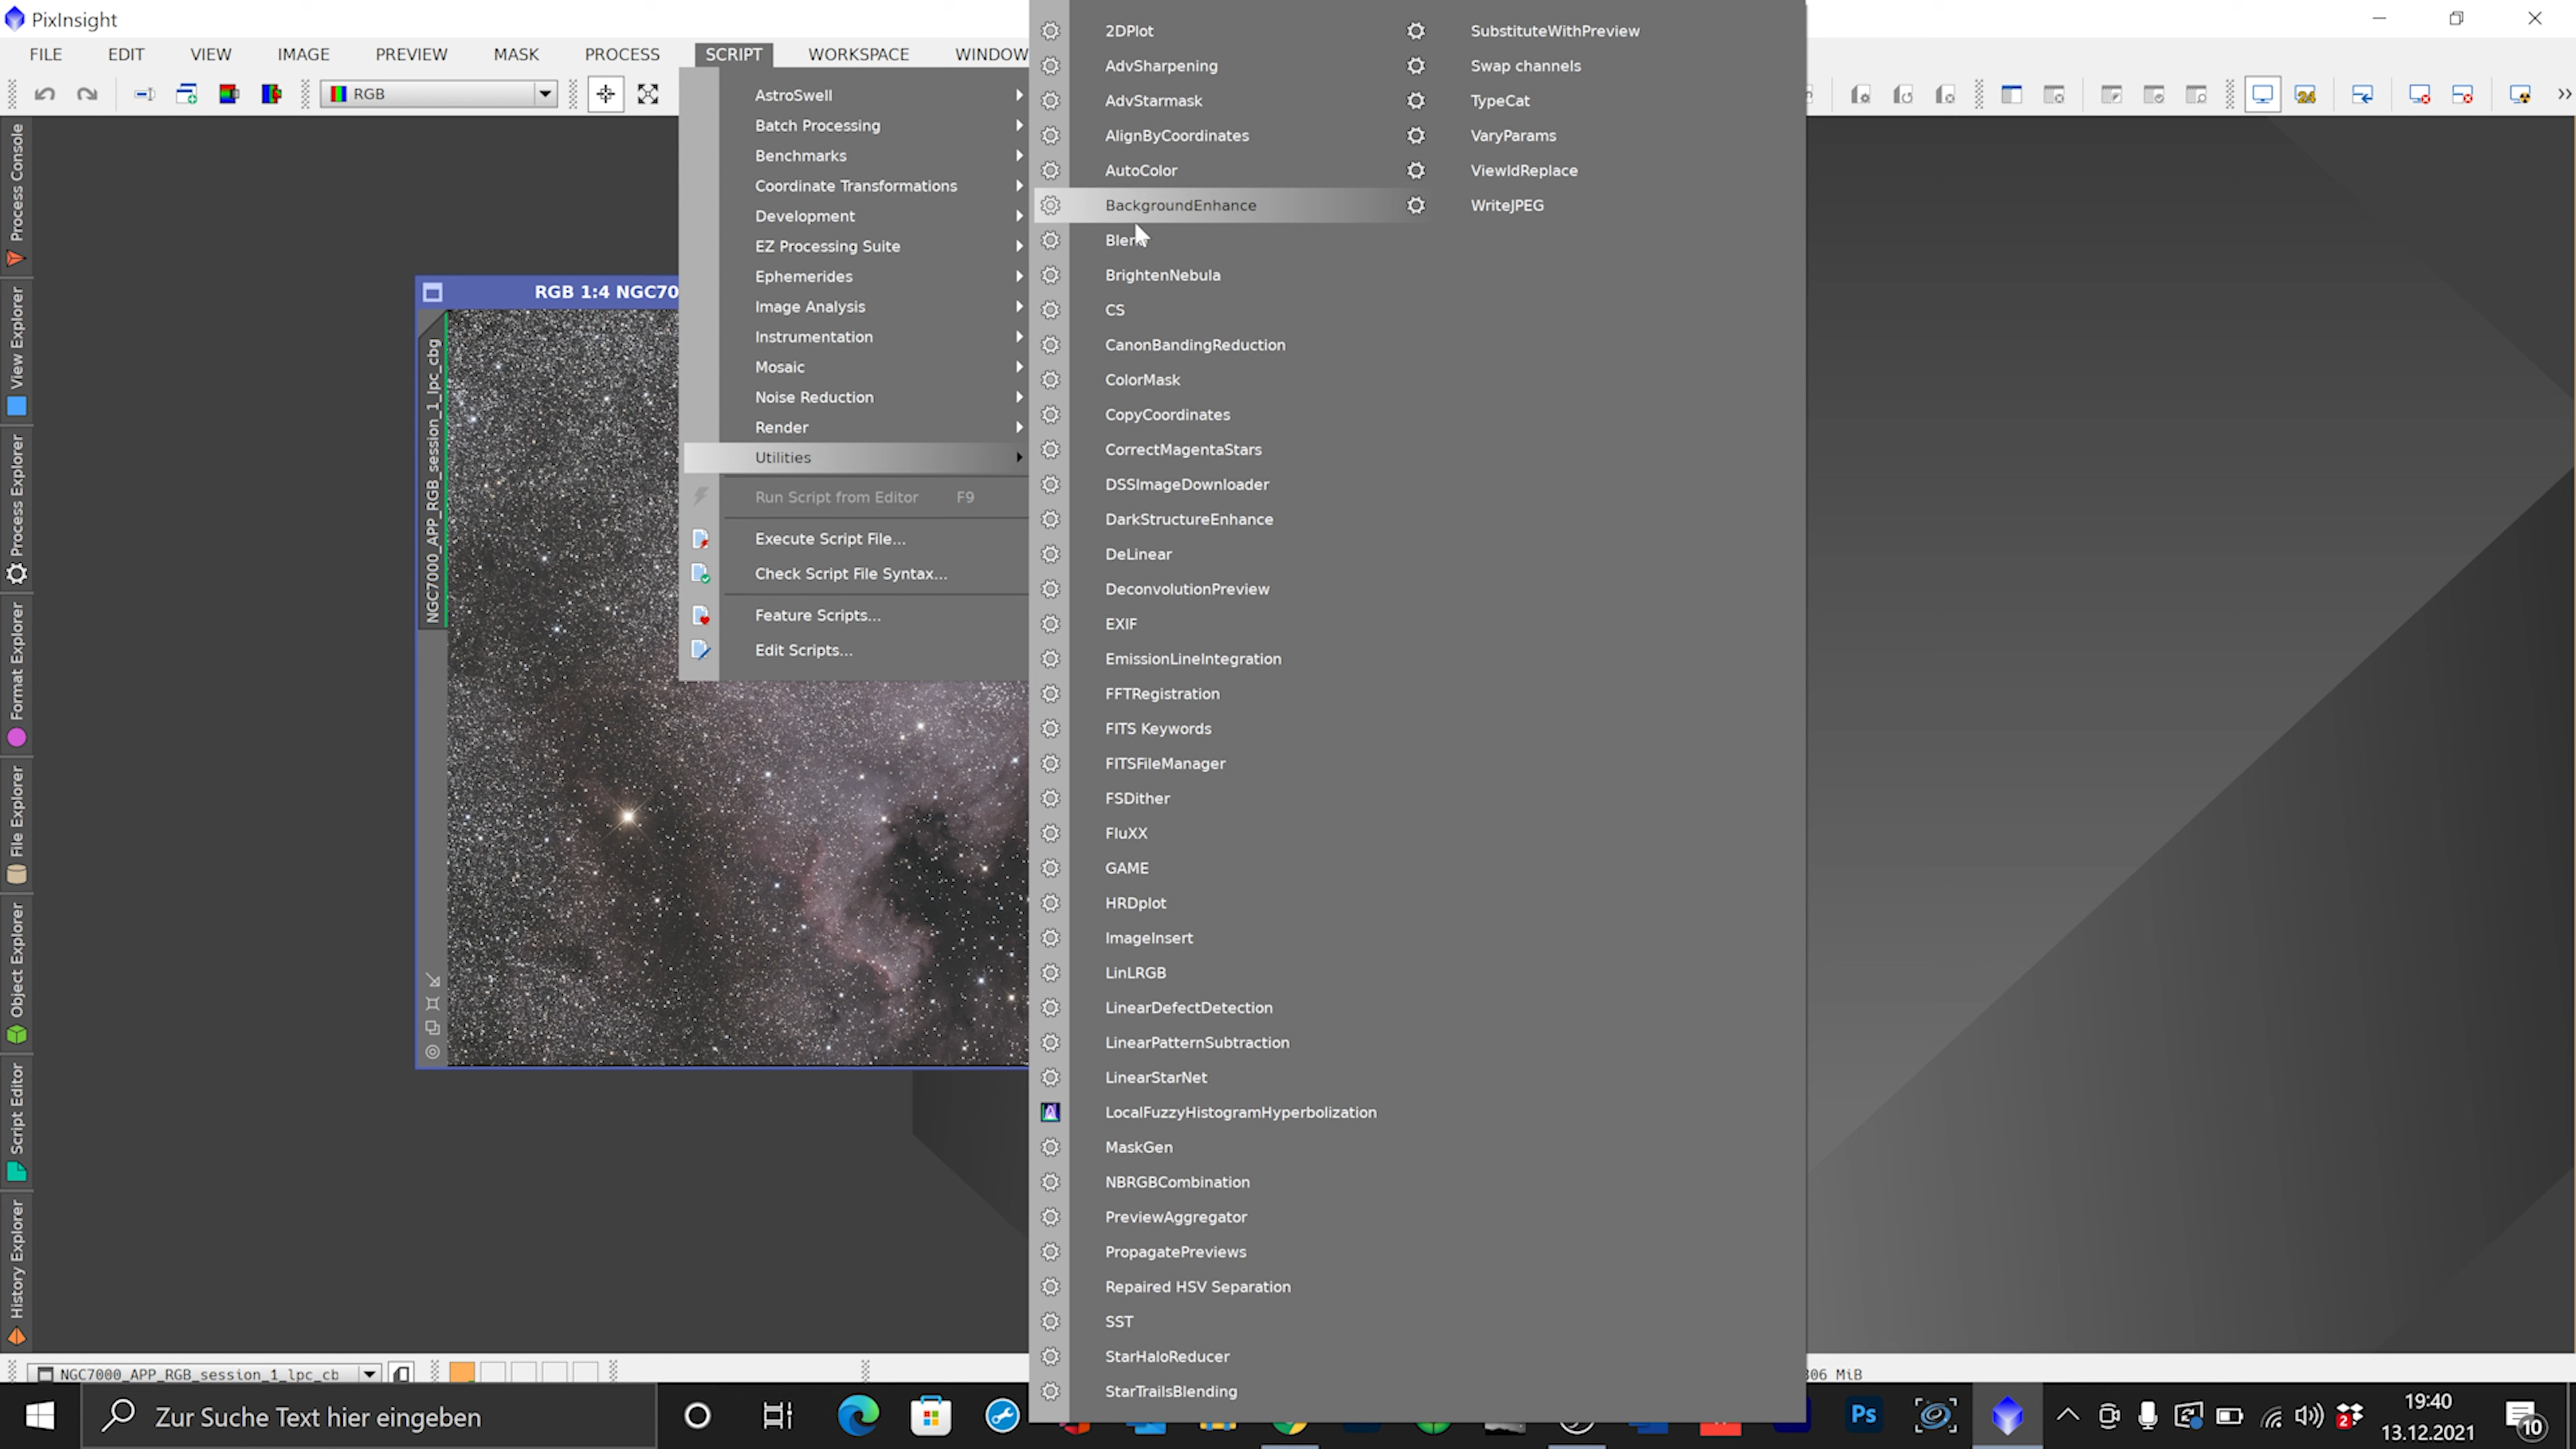 PixInsight
FILE EDIT VIEW IMAGE PREVIEW MASK PROCESS SCRIPT WORKSPACE WINDOW
RGB
24
Process Console
View Explorer
Process Explorer
Format Explorer
File Explorer
Object Explorer
Script Editor
History Explorer
RGB 1:4 NGC70
NGC7000_APP_RGB_session_1_lpc_cbg
AstroSwell
Batch Processing
Benchmarks
Coordinate Transformations
Development
EZ Processing Suite
Ephemerides
Image Analysis
Instrumentation
Mosaic
Noise Reduction
Render
Utilities
Run Script from Editor F9
Execute Script File...
Check Script File Syntax...
Feature Scripts...
Edit Scripts...
2DPlot
AdvSharpening
AdvStarmask
AlignByCoordinates
AutoColor
BackgroundEnhance
Blend
BrightenNebula
CS
CanonBandingReduction
ColorMask
CopyCoordinates
CorrectMagentaStars
DSSImageDownloader
DarkStructureEnhance
DeLinear
DeconvolutionPreview
EXIF
EmissionLineIntegration
FFTRegistration
FITS Keywords
FITSFileManager
FSDither
FluXX
GAME
HRDplot
ImageInsert
LinLRGB
LinearDefectDetection
LinearPatternSubtraction
LinearStarNet
LocalFuzzyHistogramHyperbolization
MaskGen
NBRGBCombination
PreviewAggregator
PropagatePreviews
Repaired HSV Separation
SST
StarHaloReducer
StarTrailsBlending
SubstituteWithPreview
Swap channels
TypeCat
VaryParams
ViewIdReplace
WriteJPEG
NGC7000_APP_RGB_session_1_lpc_cb
306 MiB
Zur Suche Text hier eingeben
Ps
2
19:40
13.12.2021
10